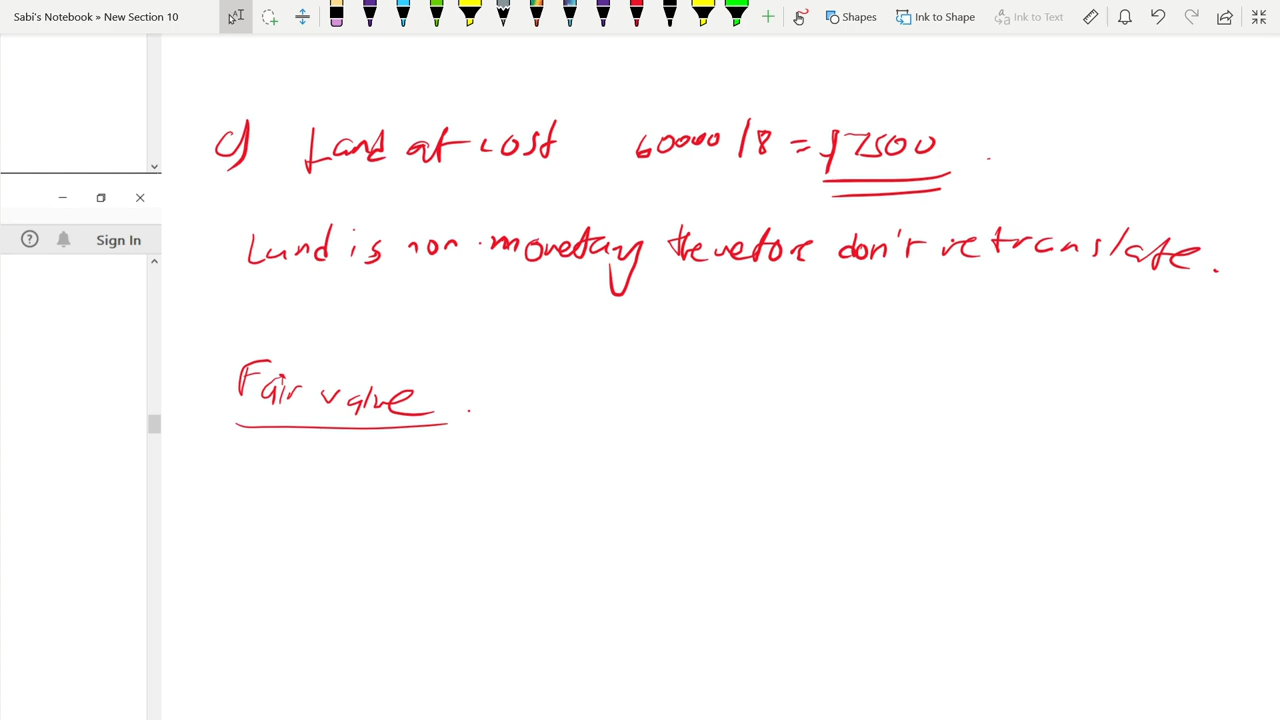 Sabi's Notebook » New Section 10
Shapes
Ink to Shape
Ink to Text
Sign In
c) Land at cost 60000 / 8 = $7500
Land is non-monetary therefore don't retranslate.
Fair value.